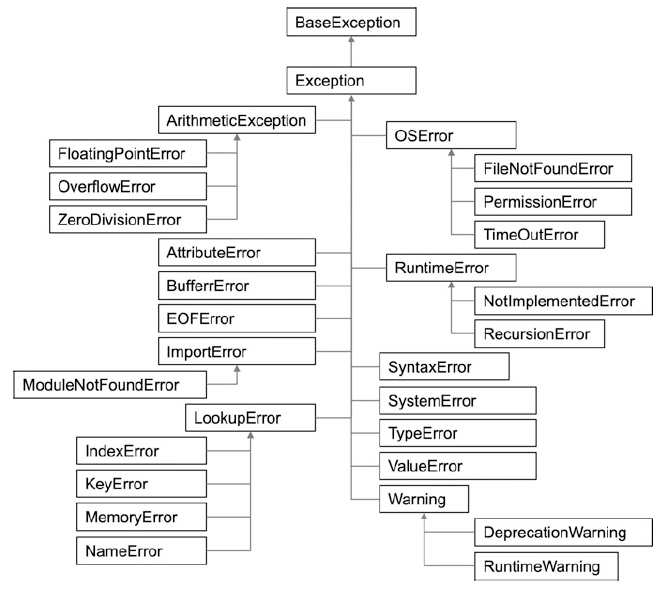 BaseException
Exception
ArithmeticException
FloatingPointError
OverflowError
ZeroDivisionError
AttributeError
BufferrError
EOFError
ImportError
ModuleNotFoundError
LookupError
IndexError
KeyError
MemoryError
NameError
OSError
FileNotFoundError
PermissionError
TimeOutError
RuntimeError
NotImplementedError
RecursionError
SyntaxError
SystemError
TypeError
ValueError
Warning
DeprecationWarning
RuntimeWarning